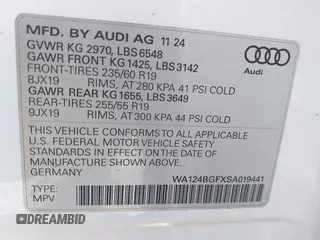 MFD. BY AUDI AG 11 24
GVWR KG 2970, LBS 6548
GAWR FRONT KG 1425, LBS 3142
FRONT-TIRES 235/60 R19
8JX19 RIMS, AT 280 KPA 41 PSI COLD
GAWR REAR KG 1655, LBS 3649
REAR-TIRES 255/55 R19
9JX19 RIMS, AT 300 KPA 44 PSI COLD
Audi
THIS VEHICLE CONFORMS TO ALL APPLICABLE
U.S. FEDERAL MOTOR VEHICLE SAFETY
STANDARDS IN EFFECT ON THE DATE OF
MANUFACTURE SHOWN ABOVE.
WA124BGFXSA019441
TYPE:
MPV
© IDRIVEBID.COM